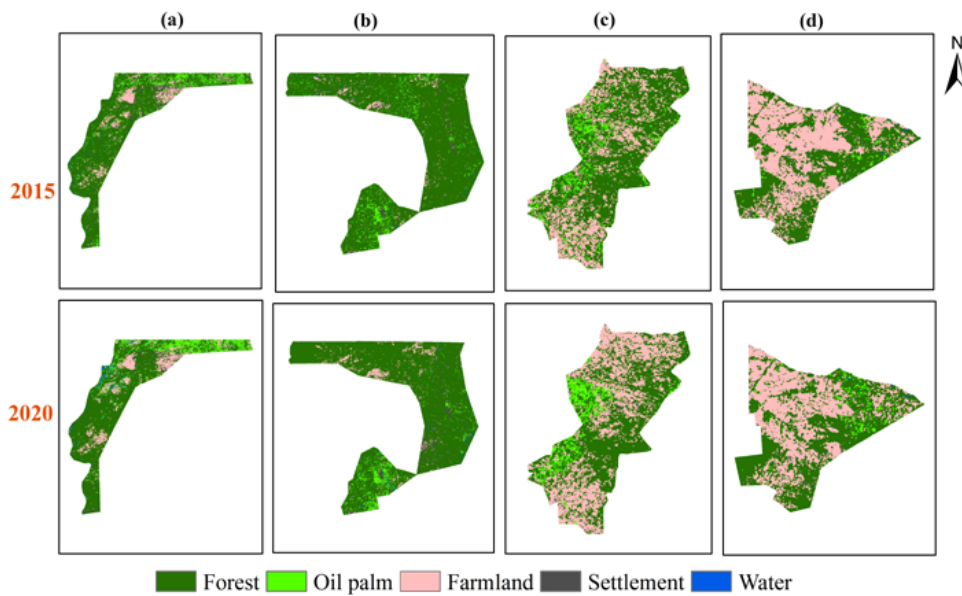 (a) (b) (c) (d)
N
2015
2020
Forest Oil palm Farmland Settlement Water